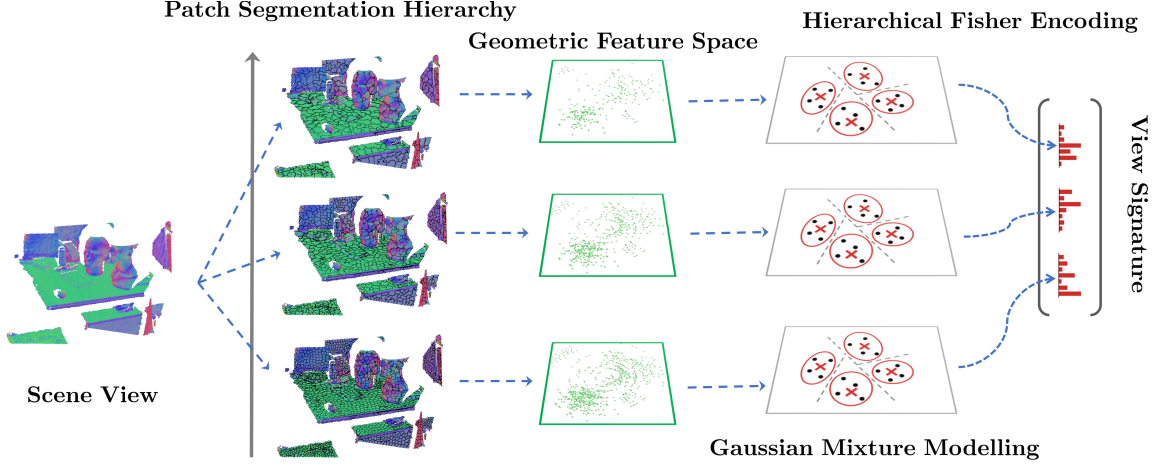 Patch Segmentation Hierarchy
Geometric Feature Space
Hierarchical Fisher Encoding
View Signature
Scene View
Gaussian Mixture Modelling